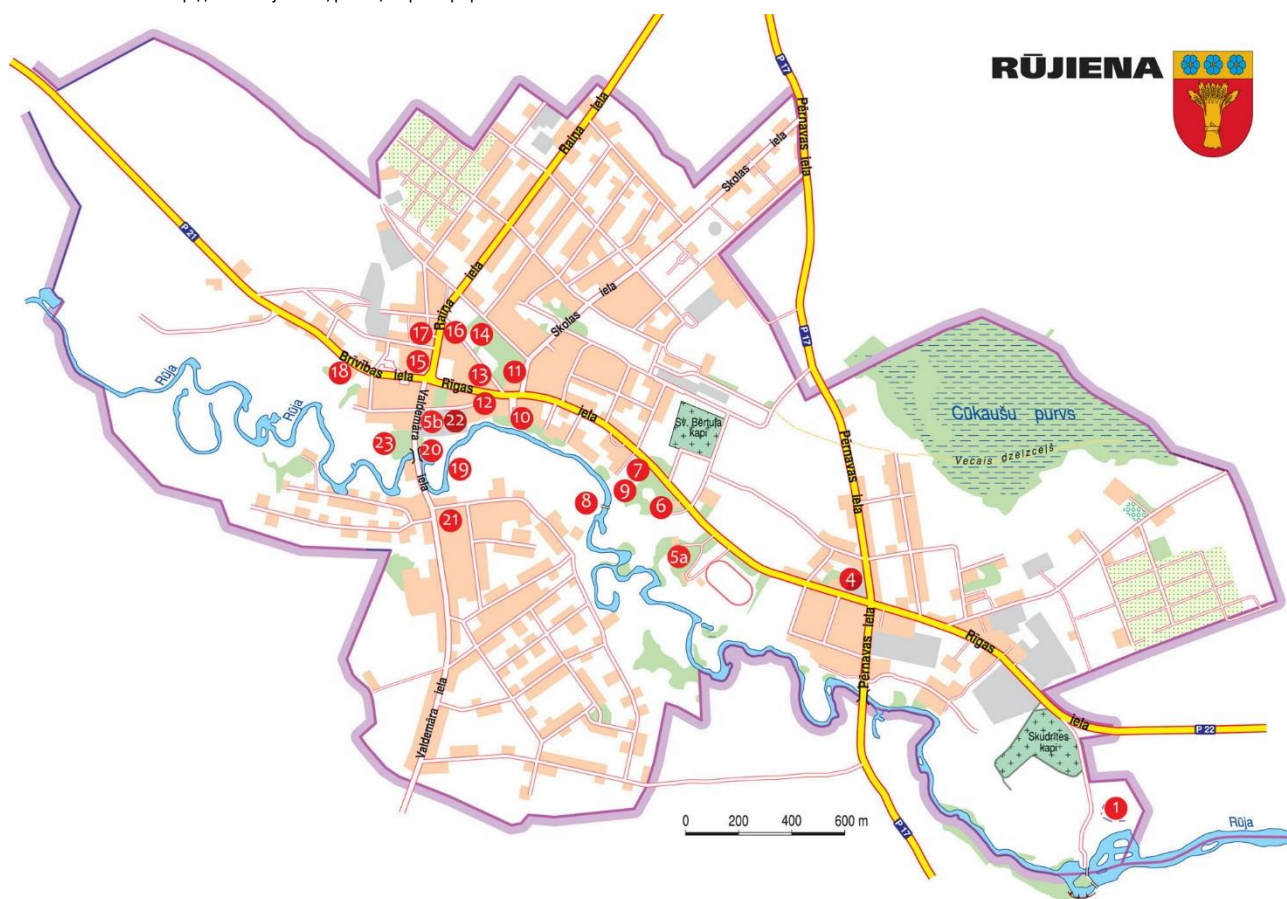 RŪJIENA
P 17
Raiņa iela
Pērnavas iela
Skolas iela
P 21
Raiņa iela
Skolas iela
P 17
Rūja
Rūja
17
16
14
15
13
11
18
Brīvības iela
Rīgas iela
12
10
5b
22
Valdemāra iela
23
20
19
21
Sv. Bērtuļa
kapi
Cūkaušu purvs
Vecais dzelzceļš
Pērnavas iela
7
9
8
6
5a
4
Rīgas iela
Pērnavas iela
Valdemāra iela
P 22
Skudrītes
kapi
1
Rūja
0 200 400 600 m
P 17